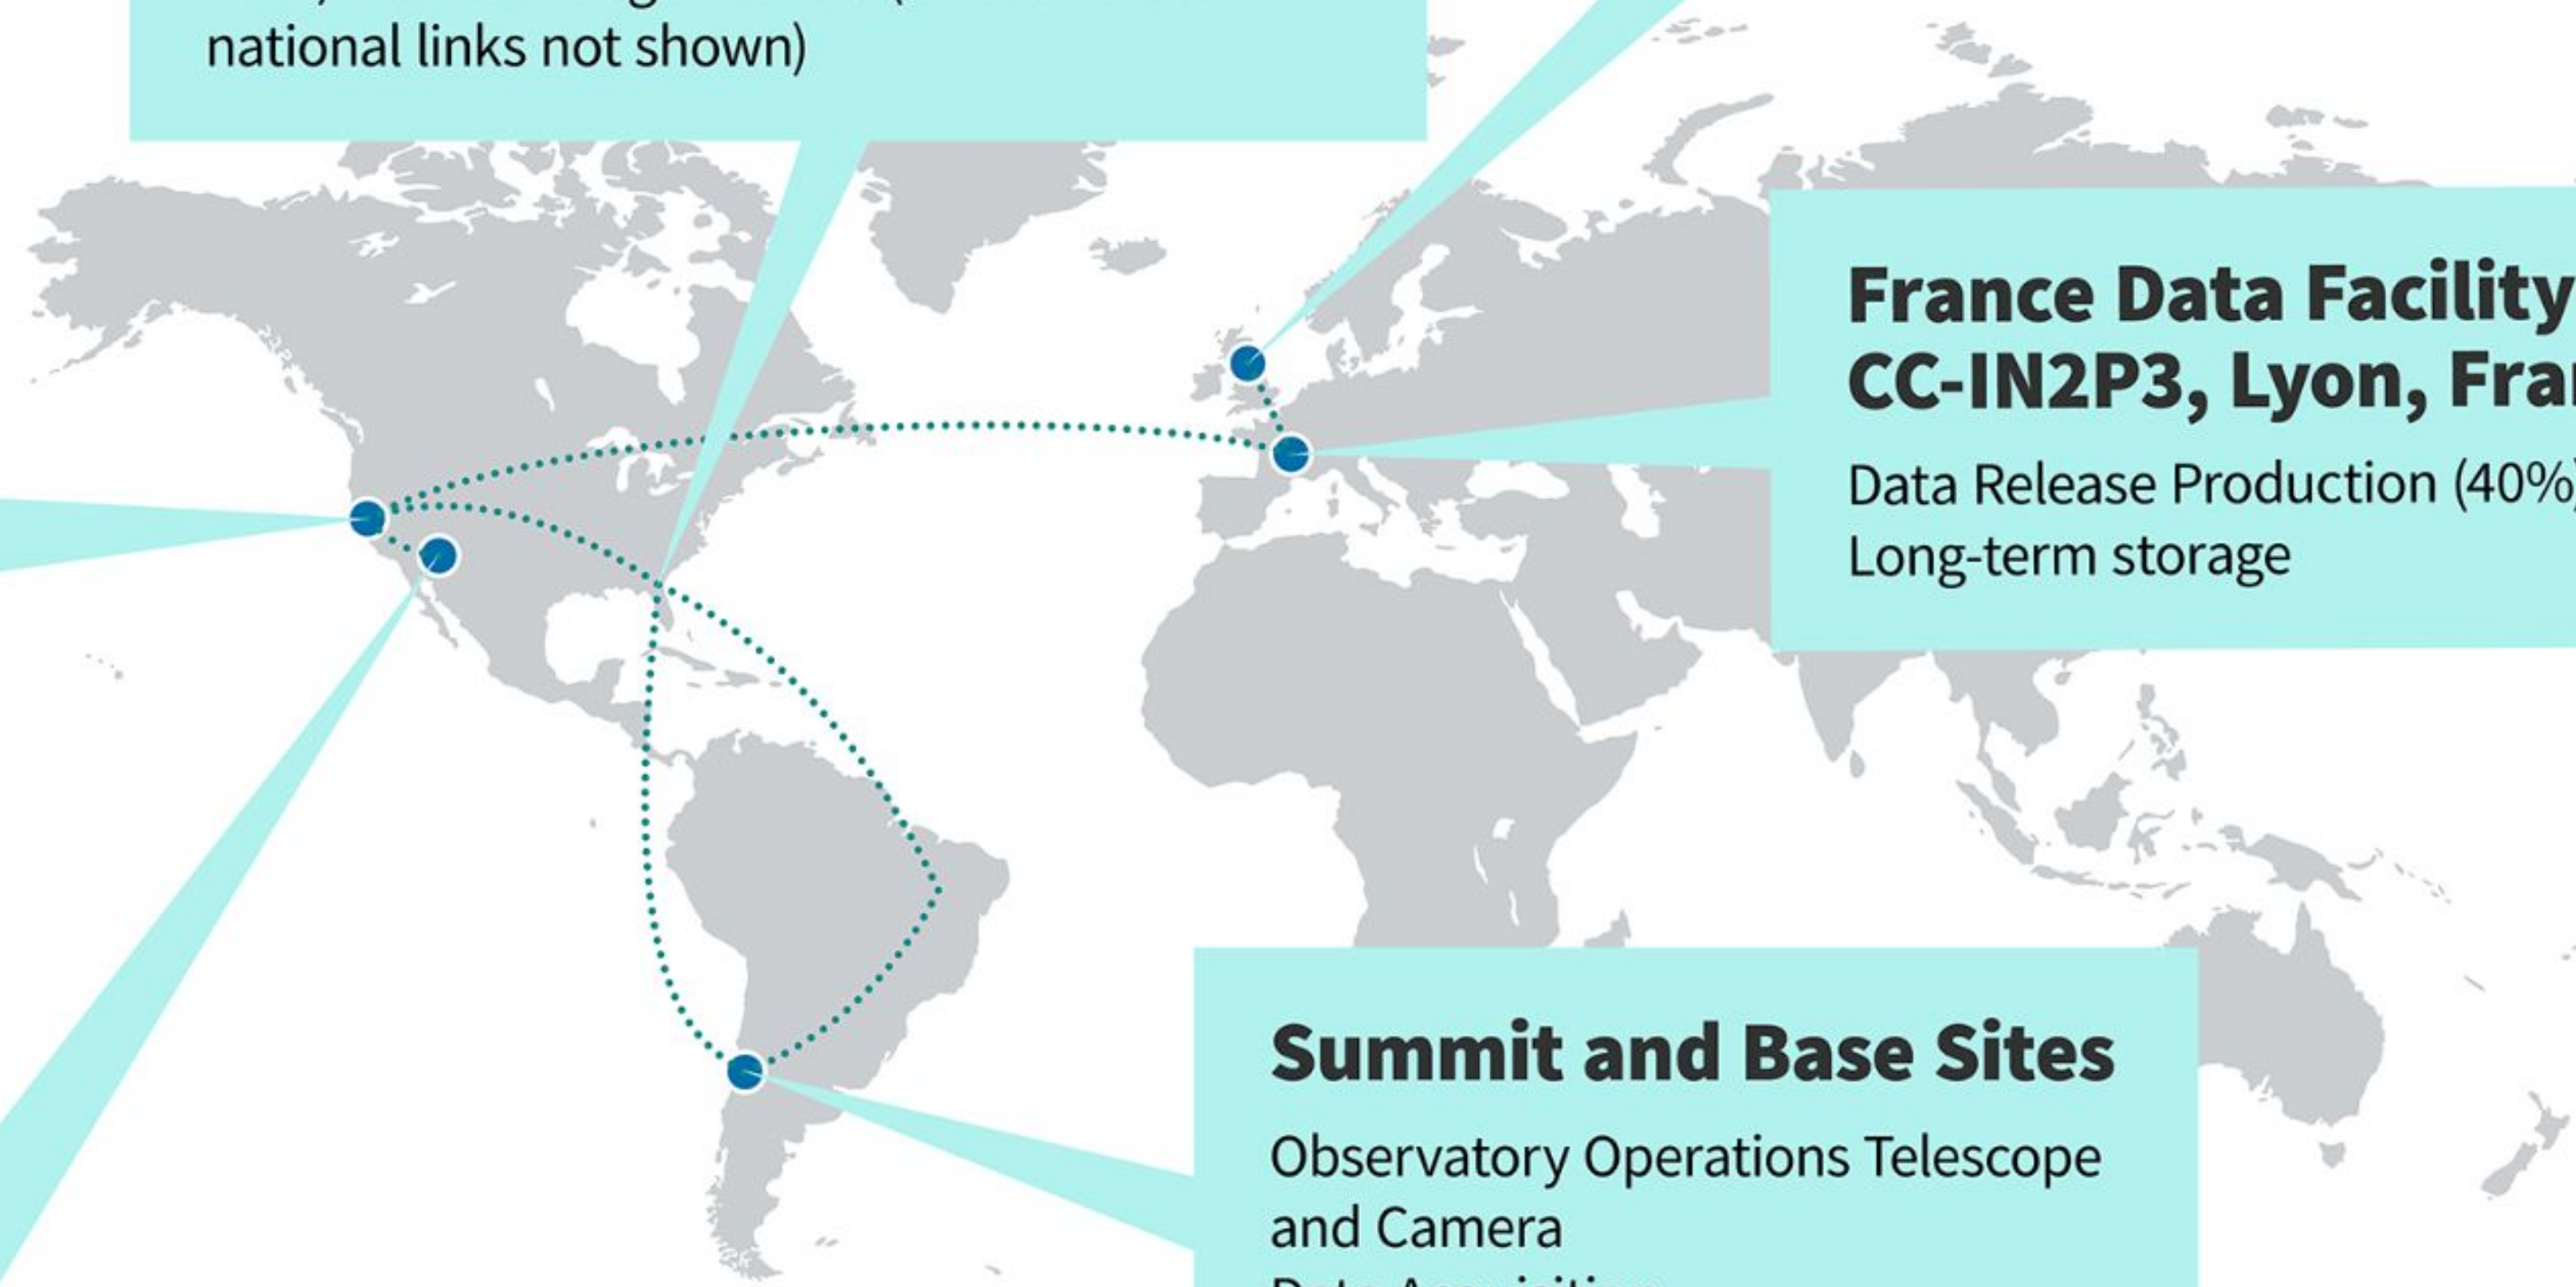 national links not shown)
France Data Facility
CC-IN2P3, Lyon,
Data Release Production (40%)
Long-term storage
Summit and Base Sites
Observatory Operations Telescope
and Camera